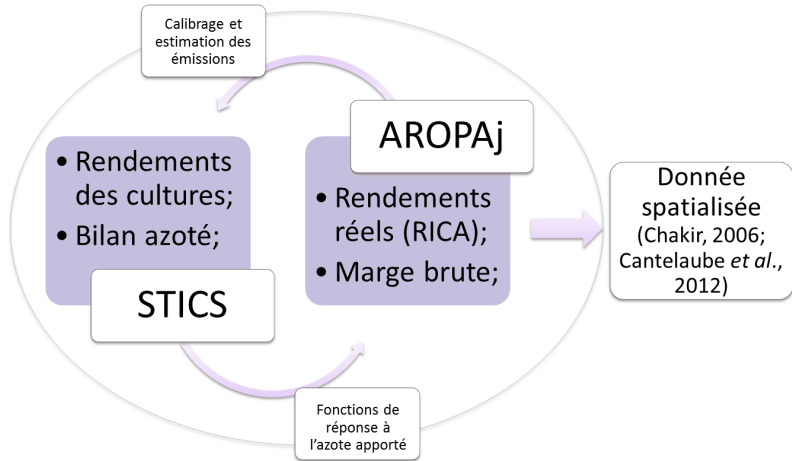 Calibrage et
estimation des
émissions
AROPAj
• Rendements
des cultures;
• Bilan azoté;
STICS
• Rendements
réels (RICA);
• Marge brute;
Donnée
spatialisée
(Chakir, 2006;
Cantelaube et al.,
2012)
Fonctions de
réponse à
l'azote apporté